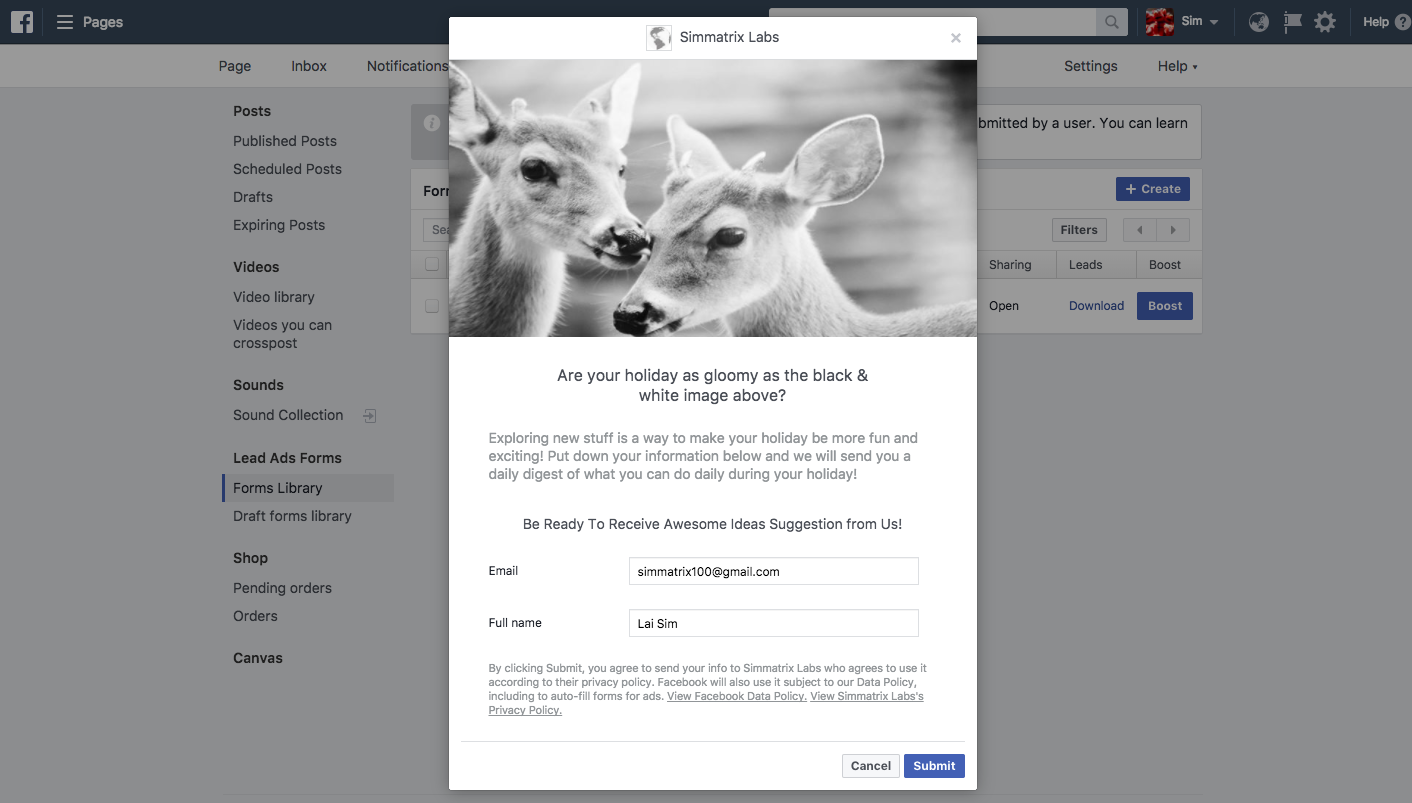 Pages
Sim
Help
Simmatrix Labs
Page
Inbox
Notifications
Settings
Help
Posts
Published Posts
Scheduled Posts
Drafts
Expiring Posts
Videos
Video library
Videos you can
crosspost
Sounds
Sound Collection
Lead Ads Forms
Forms Library
Draft forms library
Shop
Pending orders
Orders
Canvas
bmitted by a user. You can learn
For
+ Create
Sea
Filters
Sharing
Leads
Boost
Open
Download
Boost
Are your holiday as gloomy as the black &
white image above?
Exploring new stuff is a way to make your holiday be more fun and
exciting! Put down your information below and we will send you a
daily digest of what you can do daily during your holiday!
Be Ready To Receive Awesome Ideas Suggestion from Us!
Email
simmatrix100@gmail.com
Full name
Lai Sim
By clicking Submit, you agree to send your info to Simmatrix Labs who agrees to use it
according to their privacy policy. Facebook will also use it subject to our Data Policy,
including to auto-fill forms for ads. View Facebook Data Policy. View Simmatrix Labs's
Privacy Policy.
Cancel
Submit